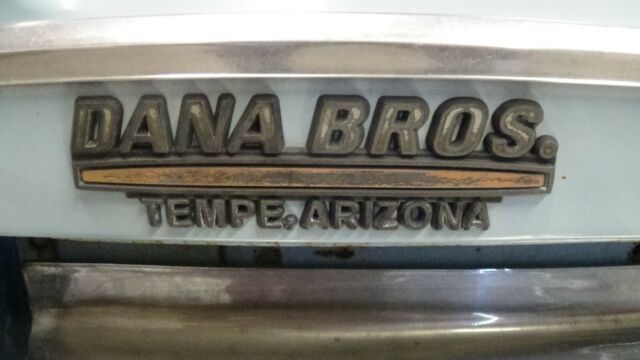 DANA BROS.
TEMPE, ARIZONA